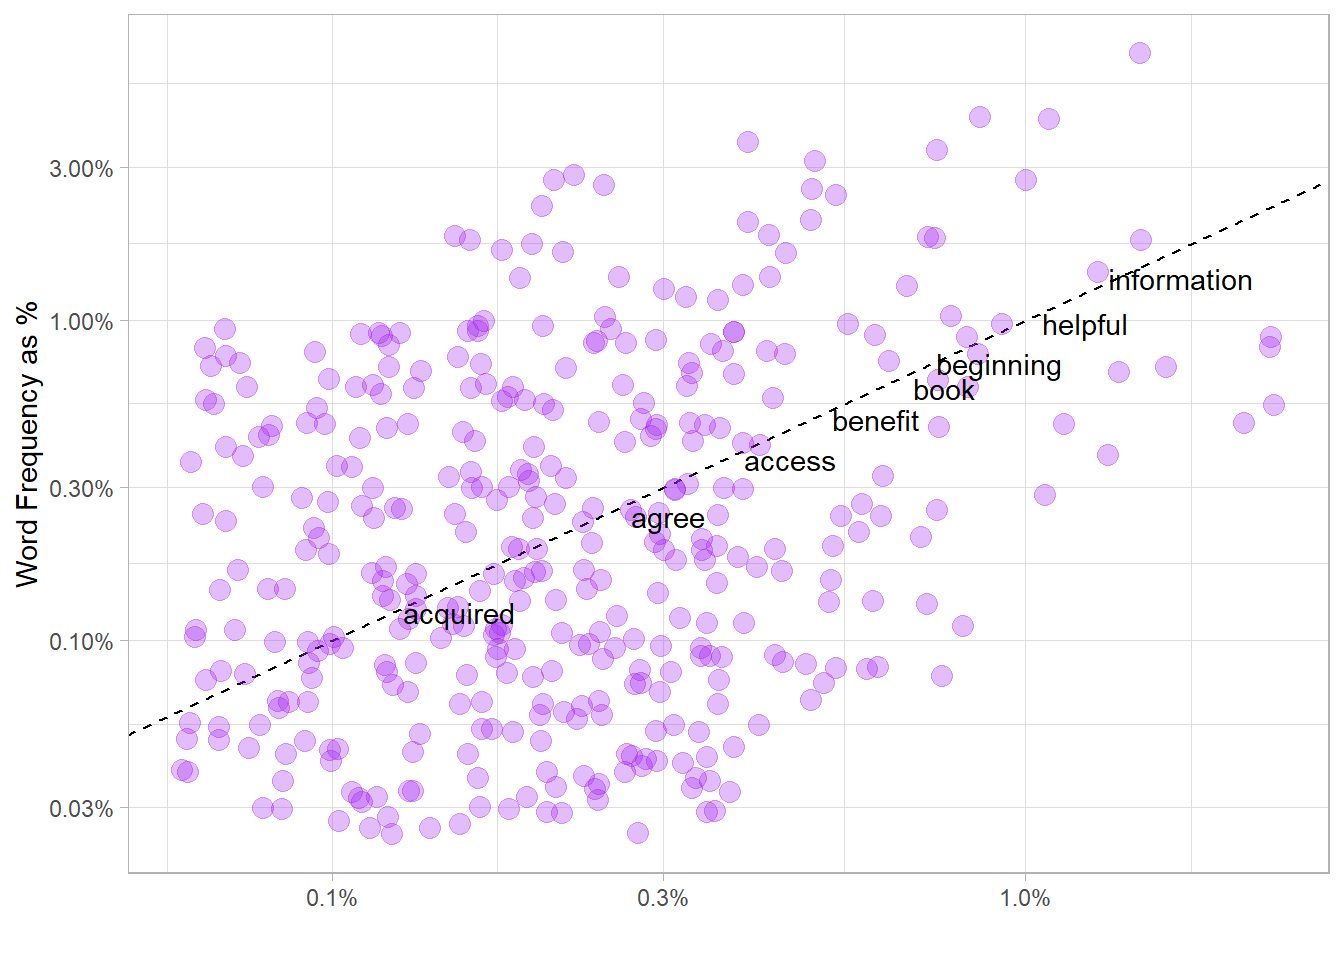 Word Frequency as %
3.00%
1.00%
0.30%
0.10%
0.03%
information
helpful
beginning
book
benefit
access
agree
acquired
0.1%
0.3%
1.0%